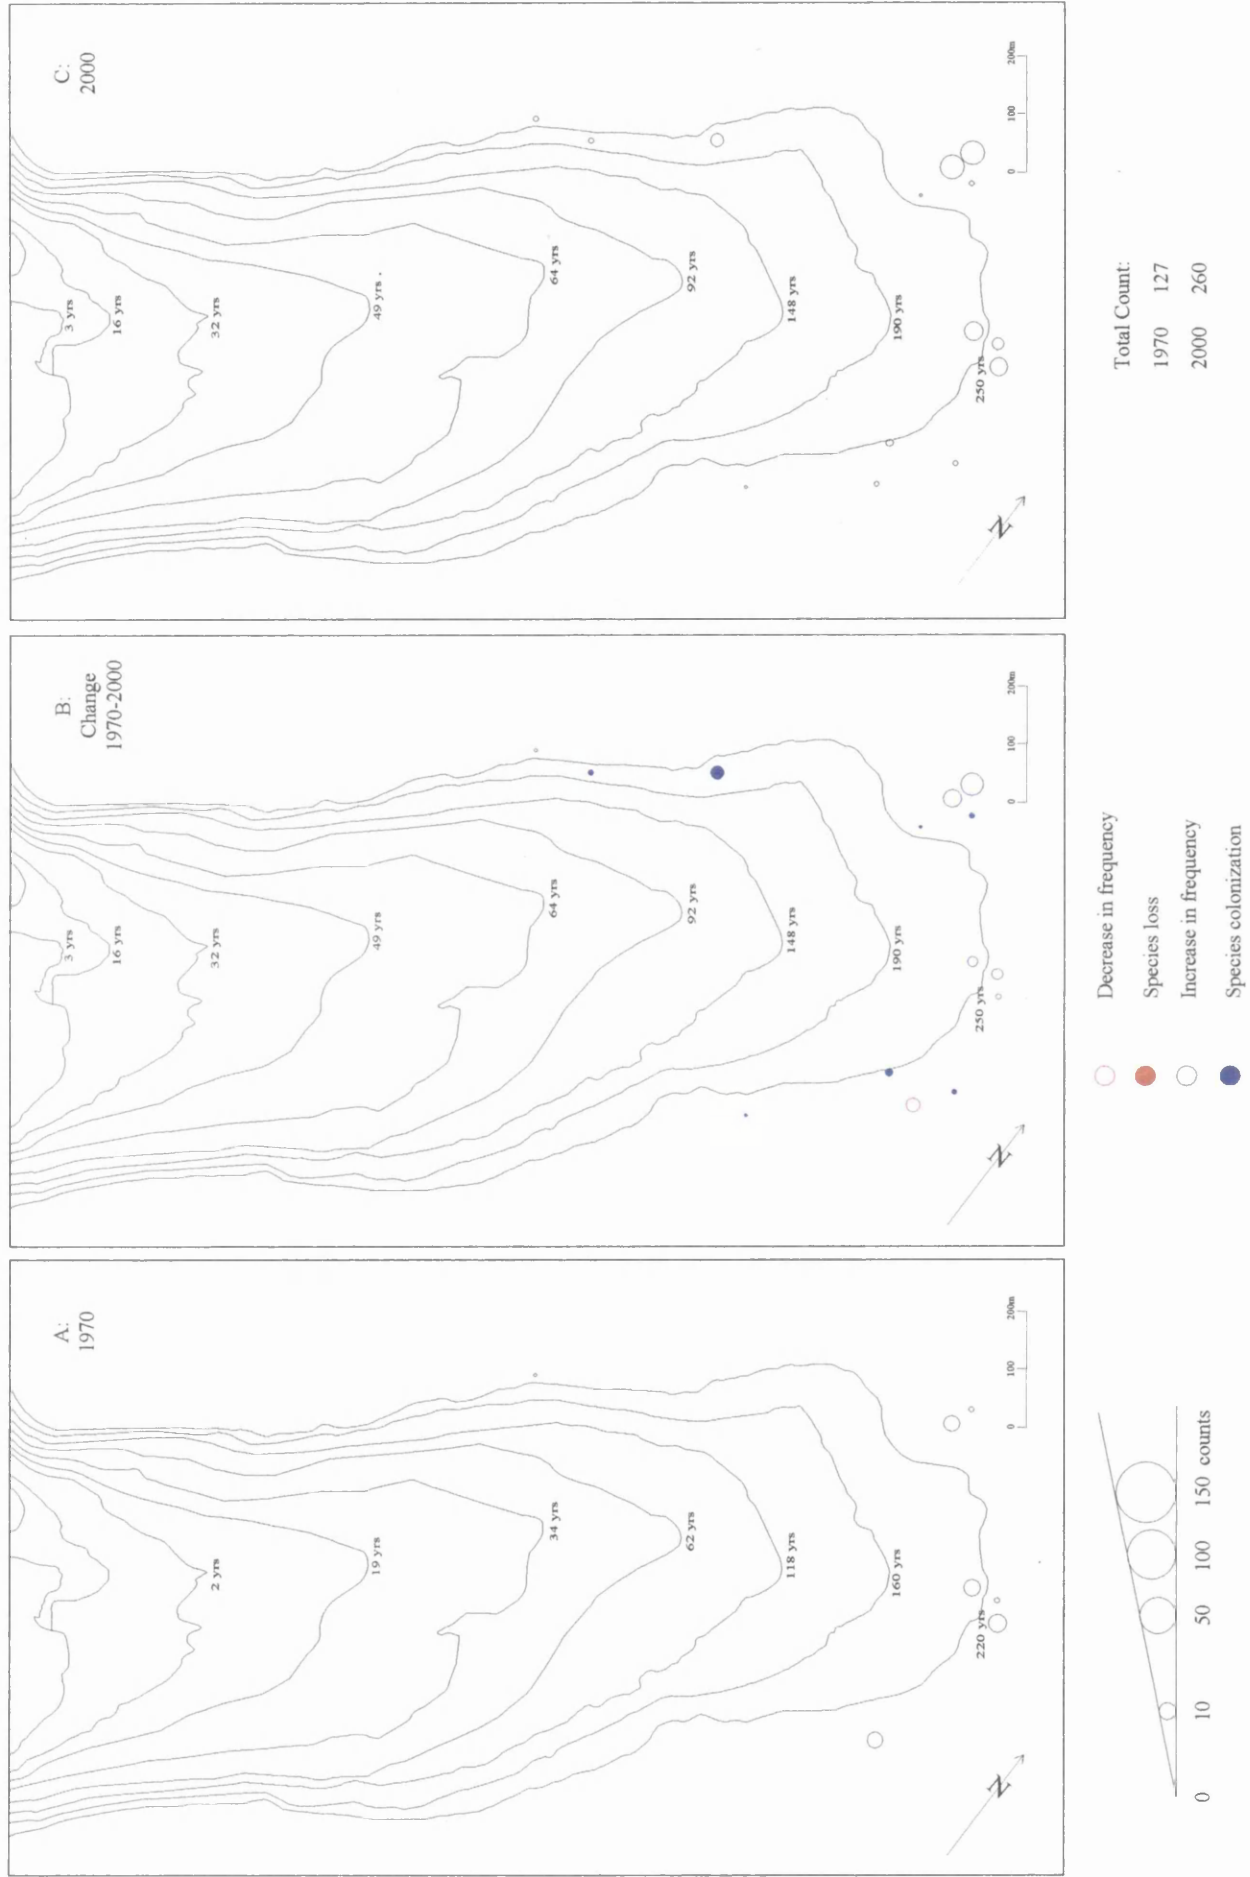 A:
1970
2 yrs
19 yrs
34 yrs
62 yrs
118 yrs
160 yrs
220 yrs
N
0 100 200m
B:
Change
1970-2000
3 yrs
16 yrs
32 yrs
49 yrs
64 yrs
92 yrs
148 yrs
190 yrs
250 yrs
N
0 100 200m
C:
2000
3 yrs
16 yrs
32 yrs
49 yrs .
64 yrs
92 yrs
148 yrs
190 yrs
250 yrs
N
0 100 200m
0 10 50 100 150 counts
Decrease in frequency
Species loss
Increase in frequency
Species colonization
Total Count:
1970 127
2000 260